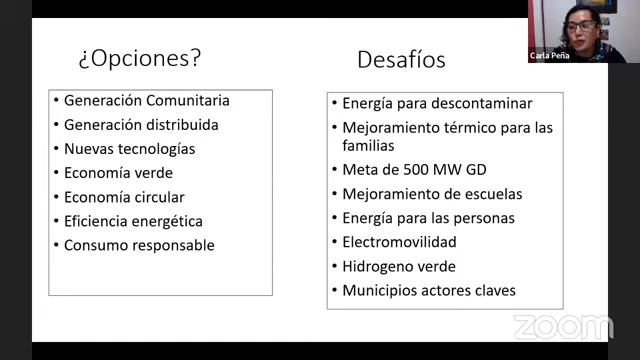 ¿Opciones?
• Generación Comunitaria
• Generación distribuida
• Nuevas tecnologías
• Economía verde
• Economía circular
• Eficiencia energética
• Consumo responsable
Desafíos
• Energía para descontaminar
• Mejoramiento térmico para las
familias
• Meta de 500 MW GD
• Mejoramiento de escuelas
• Energía para las personas
• Electromovilidad
• Hidrogeno verde
• Municipios actores claves
Carla Peña
zoom